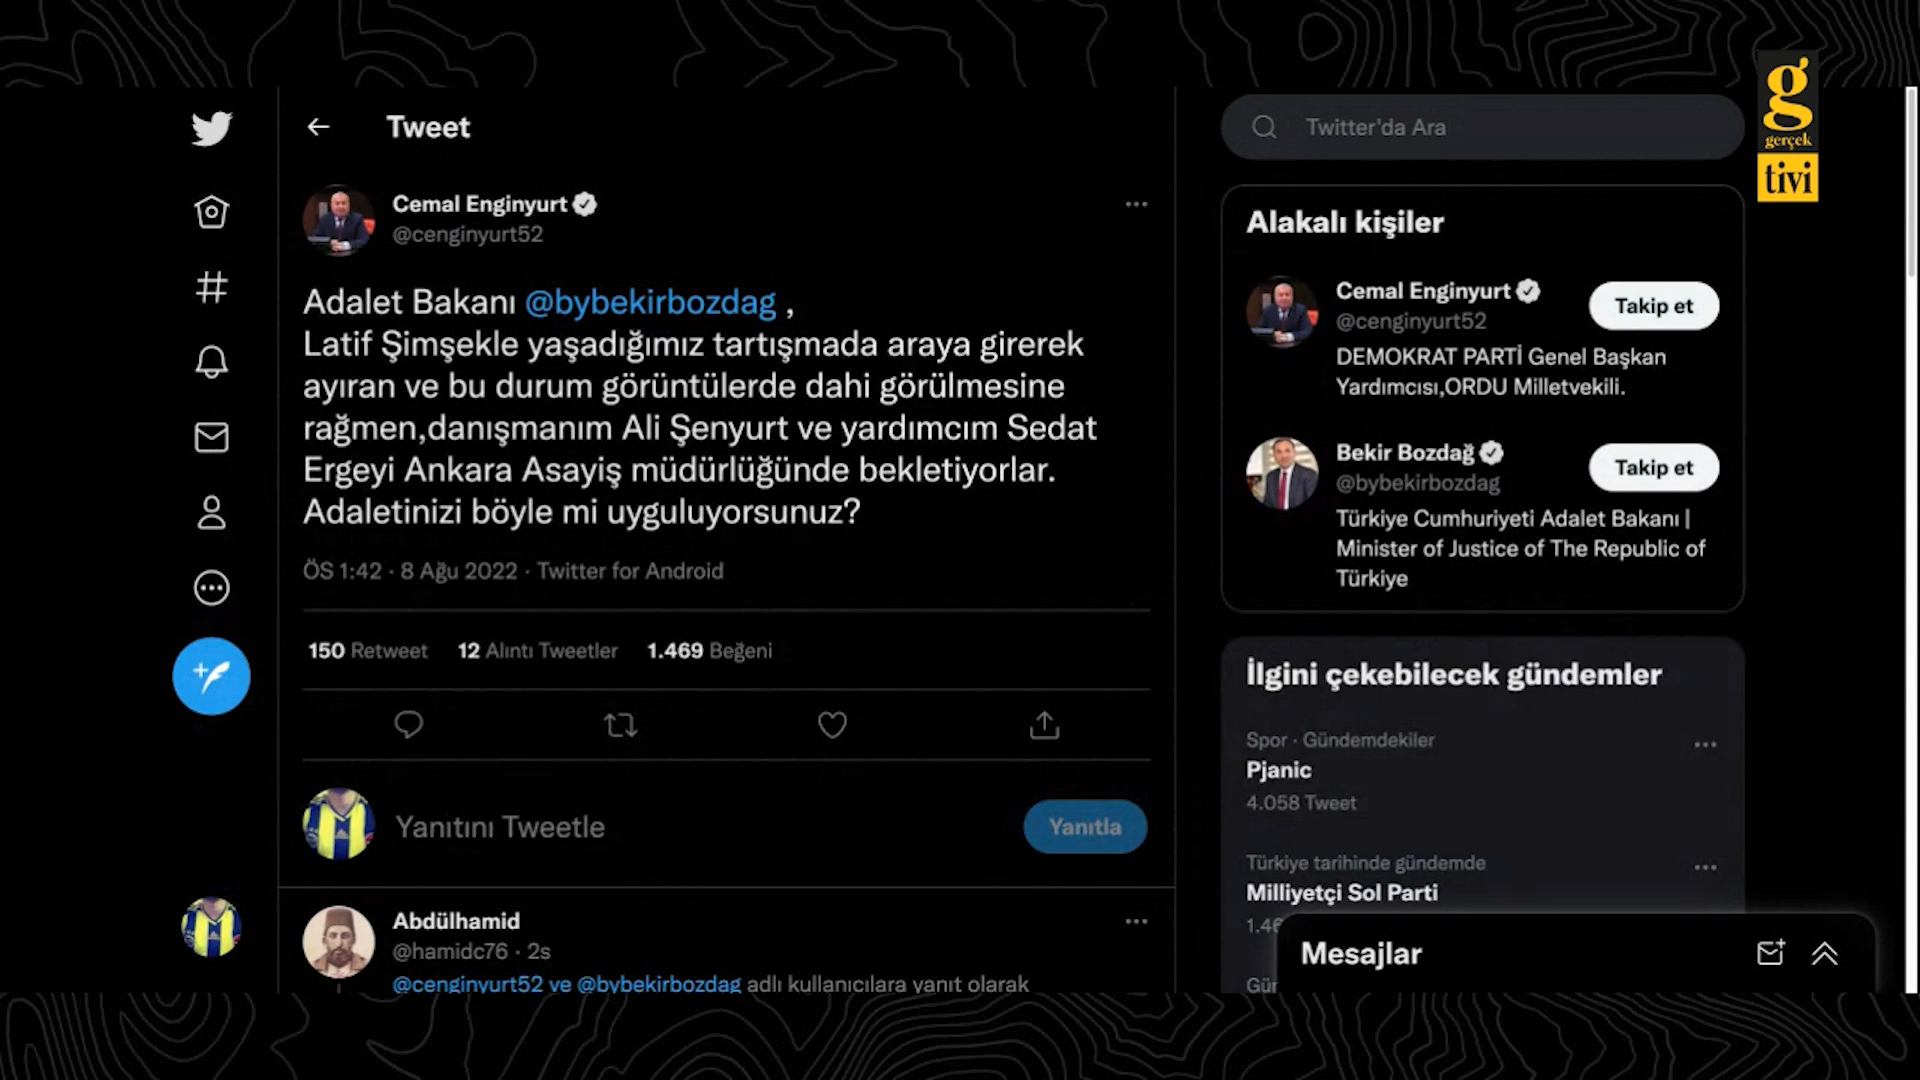 Tweet
Cemal Enginyurt
@cenginyurt52
Adalet Bakanı @bybekirbozdag ,
Latif Şimşekle yaşadığımız tartışmada araya girerek
ayıran ve bu durum görüntülerde dahi görülmesine
rağmen,danışmanım Ali Şenyurt ve yardımcım Sedat
Ergeyi Ankara Asayiş müdürlüğünde bekletiyorlar.
Adaletinizi böyle mi uyguluyorsunuz?
ÖS 1:42 · 8 Ağu 2022 · Twitter for Android
150 Retweet 12 Alıntı Tweetler 1.469 Beğeni
Yanıtını Tweetle
Yanıtla
Abdülhamid
@hamidc76 · 2s
@cenginyurt52 ve @bybekirbozdag adlı kullanıcılara yanıt olarak
Twitter'da Ara
Alakalı kişiler
Cemal Enginyurt
@cenginyurt52
Takip et
DEMOKRAT PARTİ Genel Başkan
Yardımcısı,ORDU Milletvekili.
Bekir Bozdağ
@bybekirbozdag
Takip et
Türkiye Cumhuriyeti Adalet Bakanı |
Minister of Justice of The Republic of
Türkiye
İlgini çekebilecek gündemler
Spor · Gündemdekiler
Pjanic
4.058 Tweet
Türkiye tarihinde gündemde
Milliyetçi Sol Parti
Mesajlar
g
gerçek
tivi